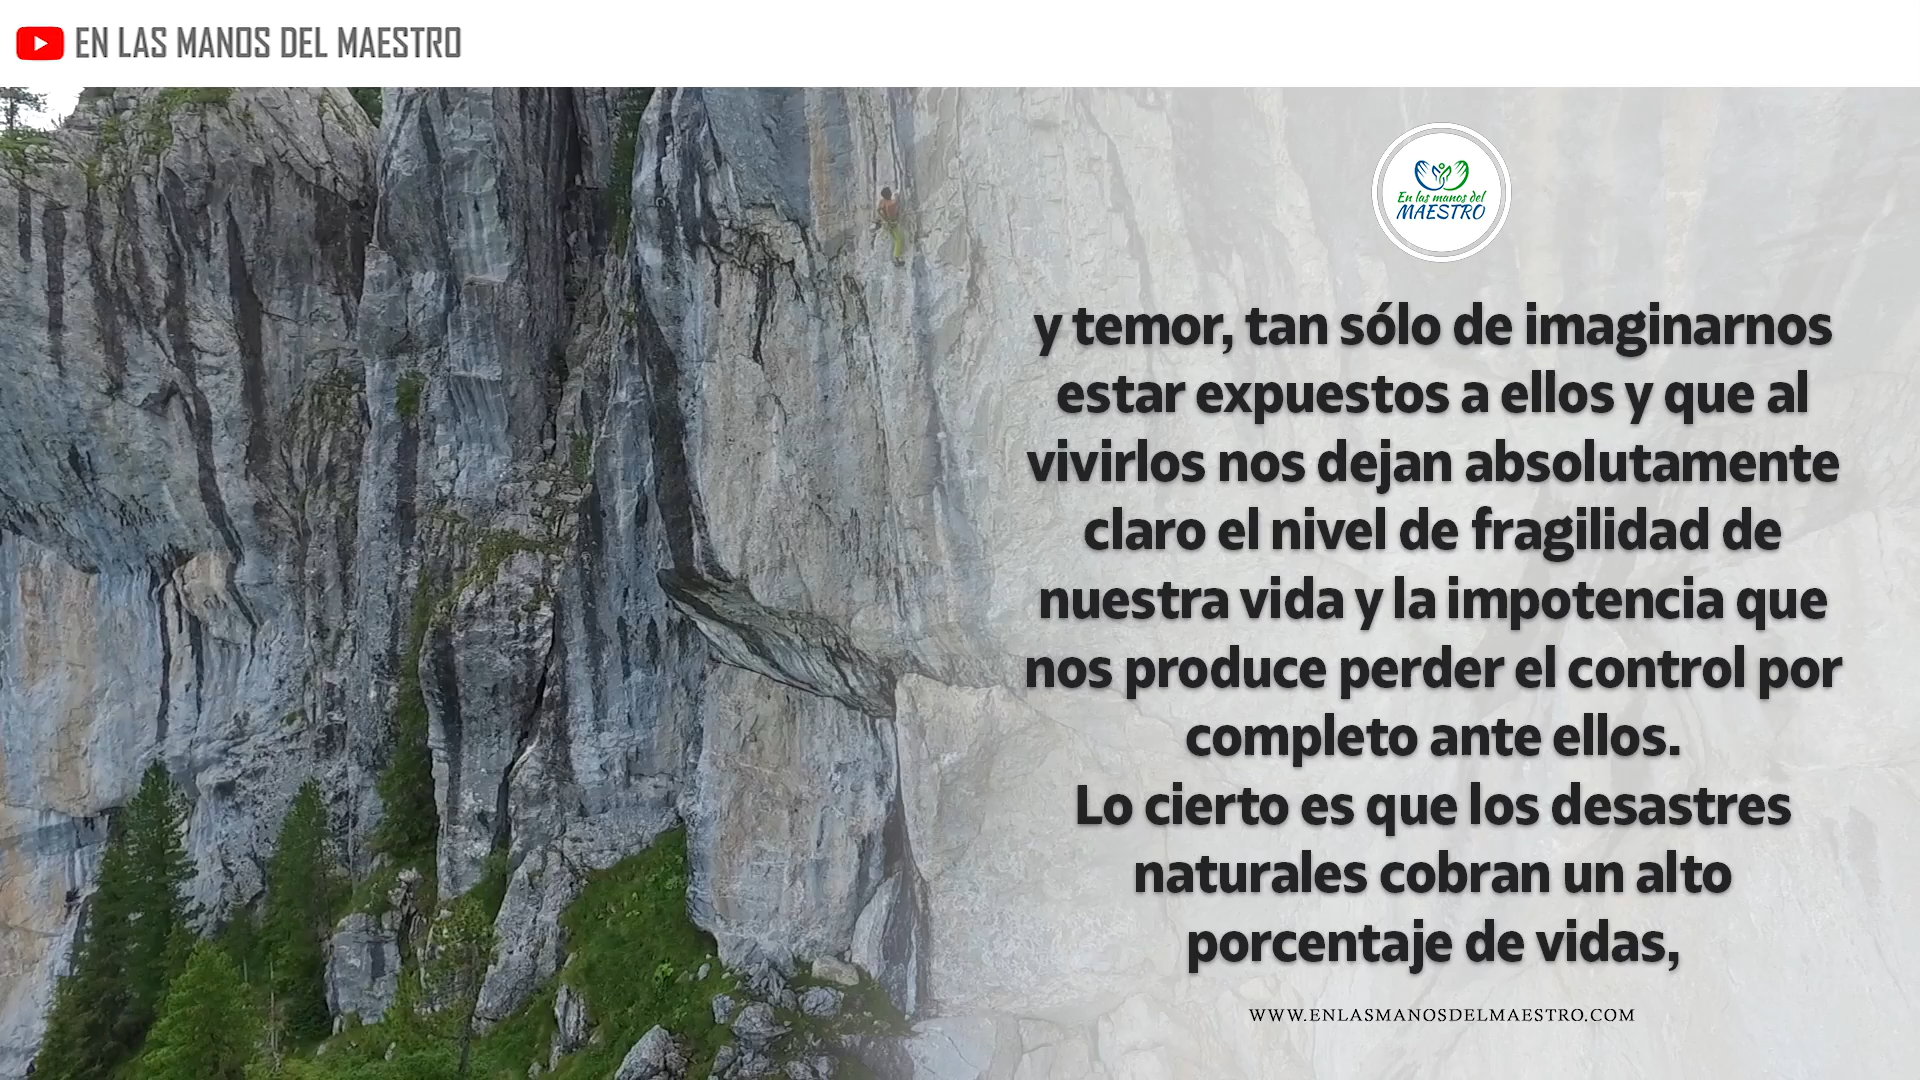 EN LAS MANOS DEL MAESTRO
En las manos del
MAESTRO
y temor, tan sólo de imaginarnos
estar expuestos a ellos y que al
vivirlos nos dejan absolutamente
claro el nivel de fragilidad de
nuestra vida y la impotencia que
nos produce perder el control por
completo ante ellos.
Lo cierto es que los desastres
naturales cobran un alto
porcentaje de vidas,
WWW.ENLASMANOSDELMAESTRO.COM